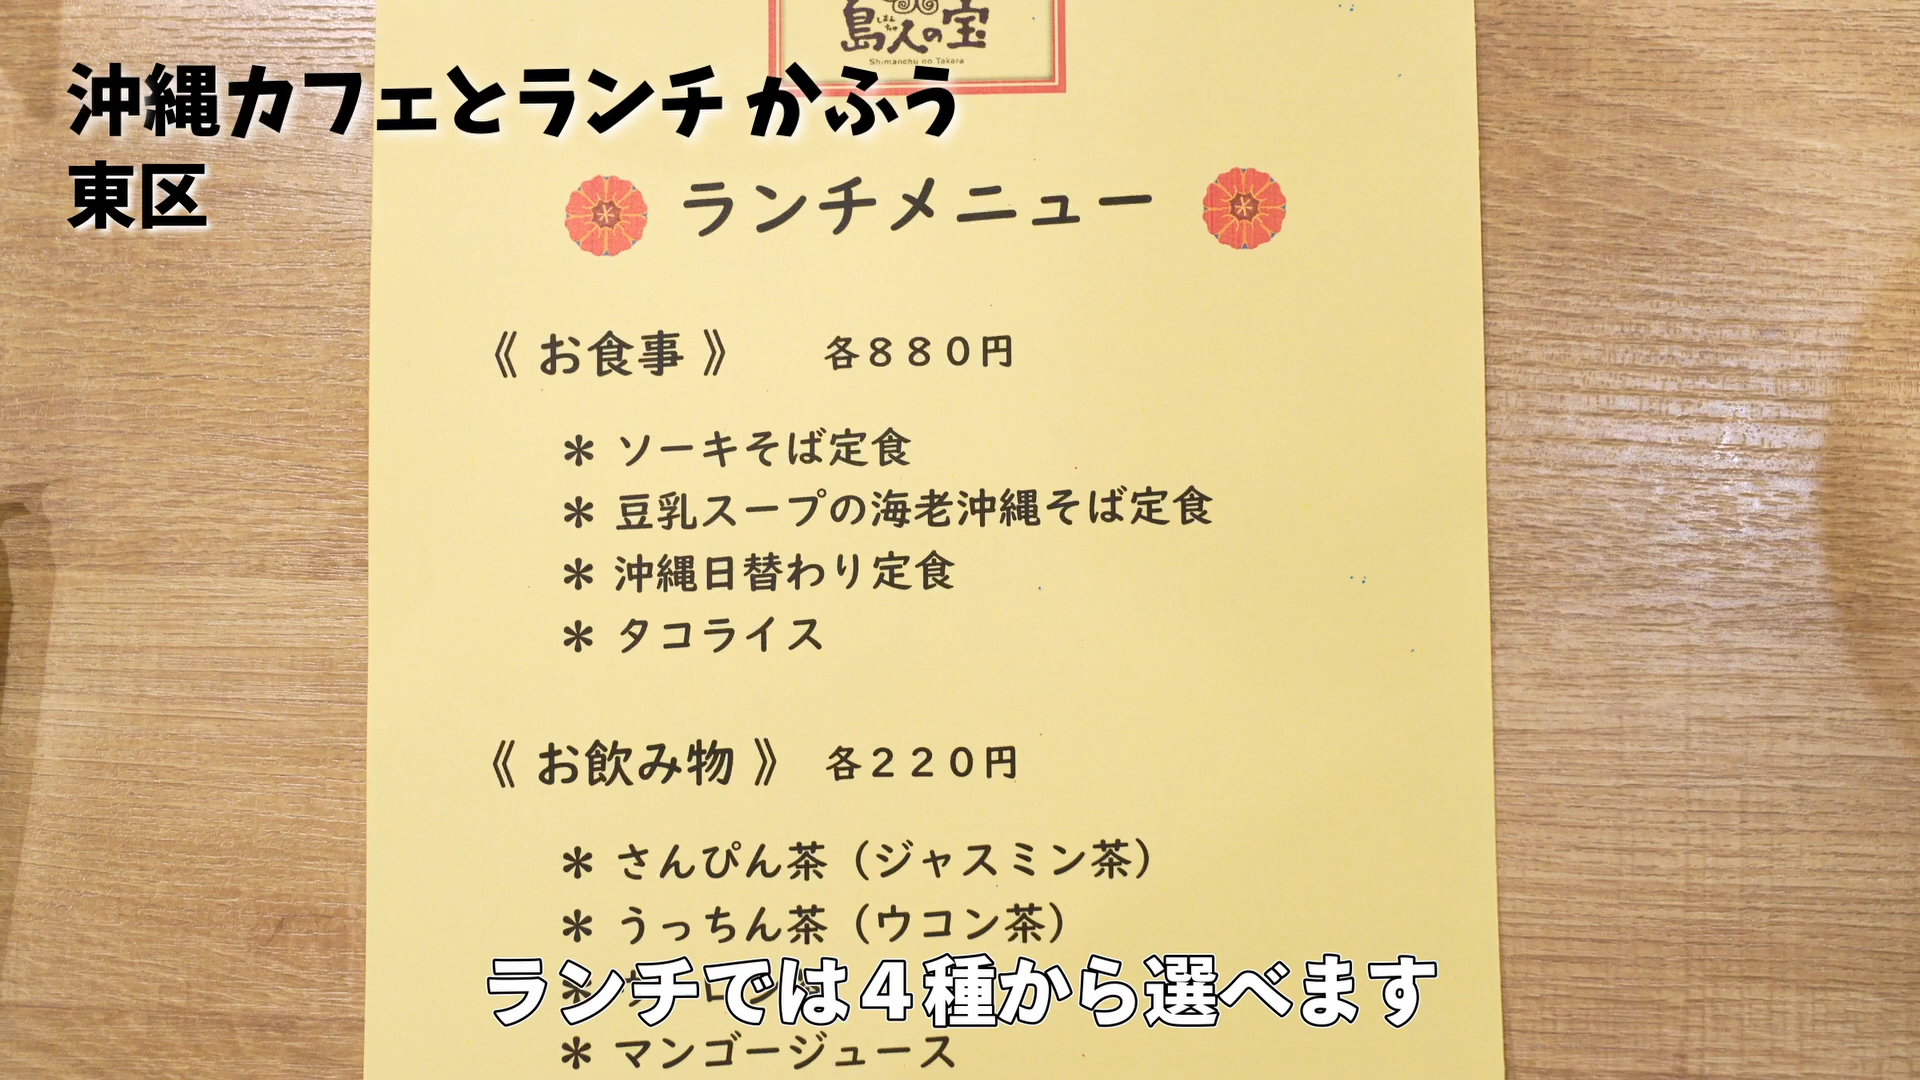 島人の宝
しまんちゅ
Shimanchu no Takara
沖縄カフェとランチ かふう
東区
ランチメニュー
《 お食事 》 各８８０円
＊ ソーキそば定食
＊ 豆乳スープの海老沖縄そば定食
＊ 沖縄日替わり定食
＊ タコライス
《 お飲み物 》 各２２０円
＊ さんぴん茶（ジャスミン茶）
＊ うっちん茶（ウコン茶）
ランチでは４種から選べます
＊ マンゴージュース